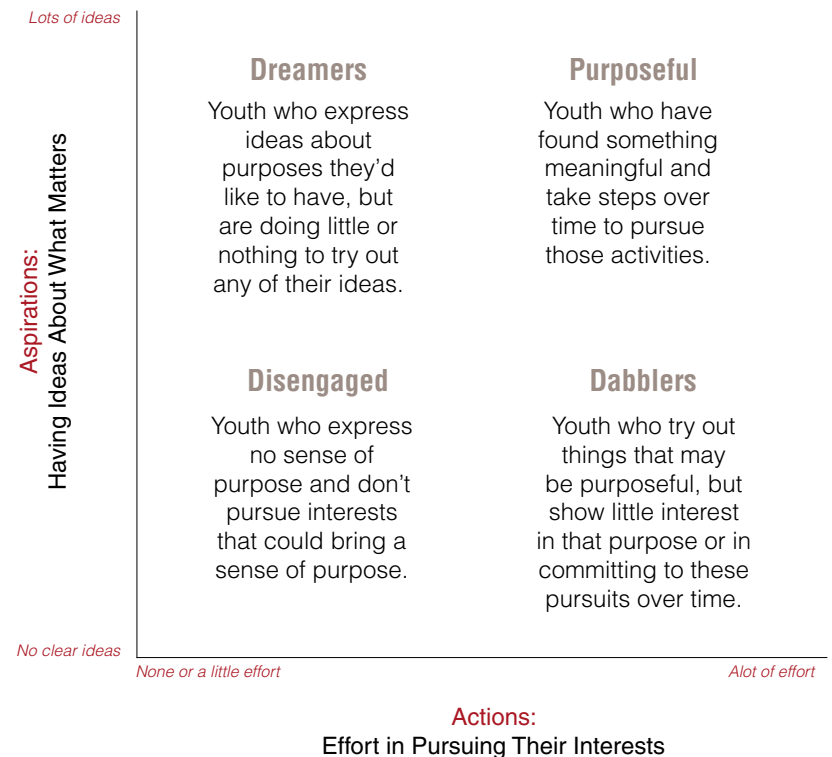 Lots of ideas
Aspirations:
Having Ideas About What Matters
No clear ideas
Dreamers
Youth who express
ideas about
purposes they'd
like to have, but
are doing little or
nothing to try out
any of their ideas.
Purposeful
Youth who have
found something
meaningful and
take steps over
time to pursue
those activities.
Disengaged
Youth who express
no sense of
purpose and don't
pursue interests
that could bring a
sense of purpose.
Dabblers
Youth who try out
things that may
be purposeful, but
show little interest
in that purpose or in
committing to these
pursuits over time.
None or a little effort
Alot of effort
Actions:
Effort in Pursuing Their Interests